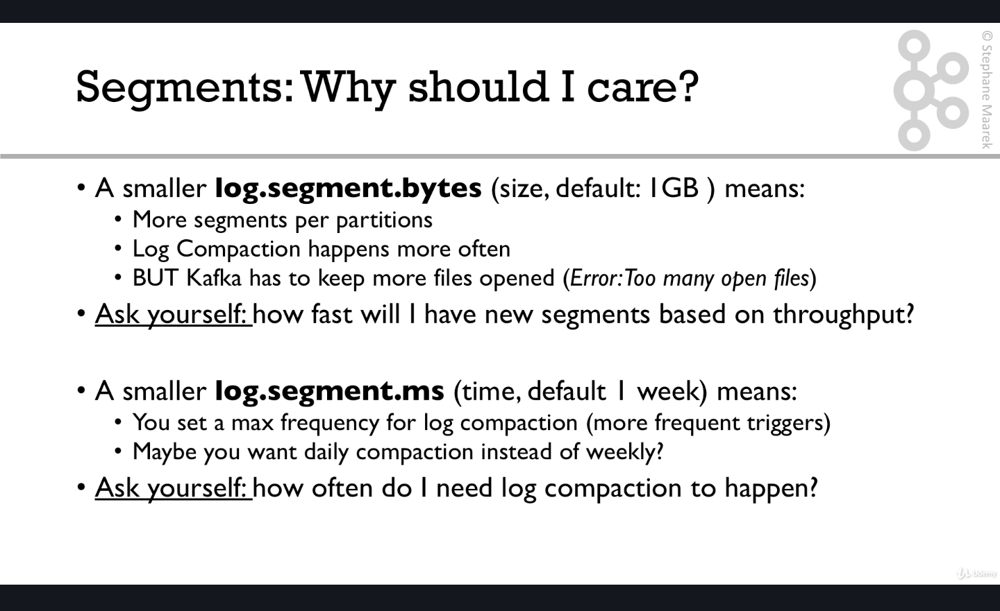 Segments: Why should I care?
© Stephane Maarek
• A smaller log.segment.bytes (size, default: 1GB ) means:
• More segments per partitions
• Log Compaction happens more often
• BUT Kafka has to keep more files opened (Error: Too many open files)
• Ask yourself: how fast will I have new segments based on throughput?
• A smaller log.segment.ms (time, default 1 week) means:
• You set a max frequency for log compaction (more frequent triggers)
• Maybe you want daily compaction instead of weekly?
• Ask yourself: how often do I need log compaction to happen?
Udemy